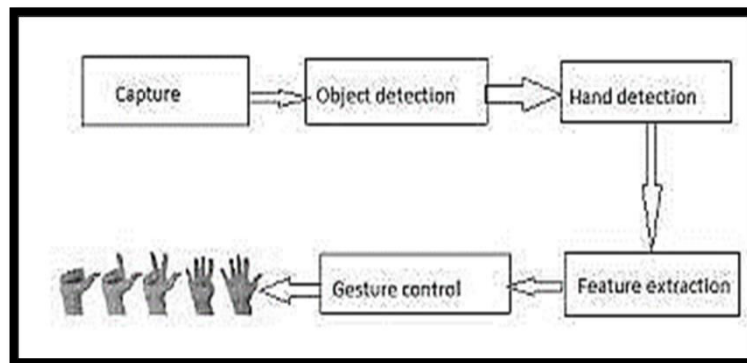 Capture
Object detection
Hand detection
Feature extraction
Gesture control